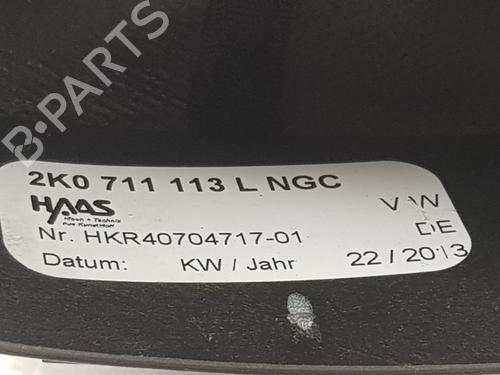 B-PARTS
2K0 711 113 L NGC
HAAS
VW
DE
Nr. HKR40704717-01
Datum: KW / Jahr 22 / 2013